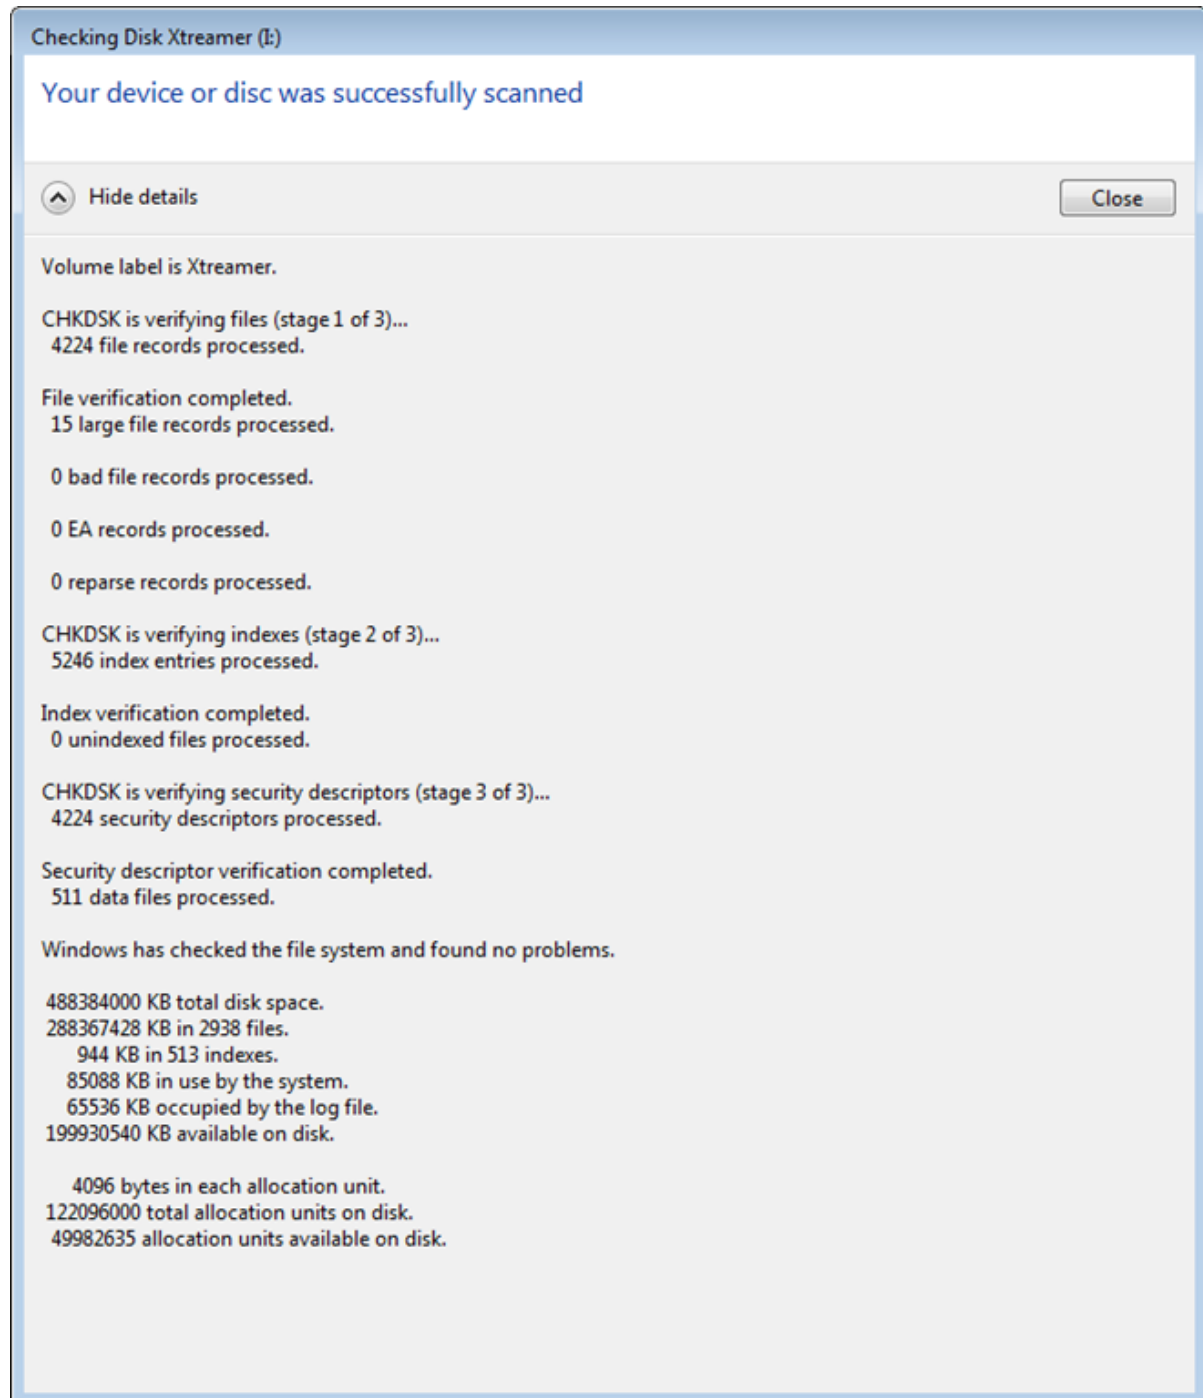 Checking Disk Xtreamer (I:)
Your device or disc was successfully scanned
Hide details
Close
Volume label is Xtreamer.
CHKDSK is verifying files (stage 1 of 3)...
4224 file records processed.
File verification completed.
15 large file records processed.
0 bad file records processed.
0 EA records processed.
0 reparse records processed.
CHKDSK is verifying indexes (stage 2 of 3)...
5246 index entries processed.
Index verification completed.
0 unindexed files processed.
CHKDSK is verifying security descriptors (stage 3 of 3)...
4224 security descriptors processed.
Security descriptor verification completed.
511 data files processed.
Windows has checked the file system and found no problems.
488384000 KB total disk space.
288367428 KB in 2938 files.
944 KB in 513 indexes.
85088 KB in use by the system.
65536 KB occupied by the log file.
199930540 KB available on disk.
4096 bytes in each allocation unit.
122096000 total allocation units on disk.
49982635 allocation units available on disk.